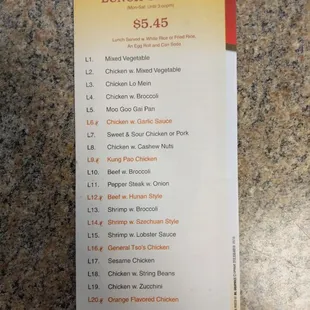 $5.45
Lunch Served w. White Rice or Fried Rice,
An Egg Roll and Can Soda
L1. Mixed Vegetable
L2. Chicken w. Mixed Vegetable
L3. Chicken Lo Mein
L4. Chicken w. Broccoli
L5. Moo Goo Gai Pan
L6. Chicken w. Garlic Sauce
L7. Sweet & Sour Chicken or Pork
L8. Chicken w. Cashew Nuts
L9. Kung Pao Chicken
L10. Beef w. Broccoli
L11. Pepper Steak w. Onion
L12. Beef w. Hunan Style
L13. Shrimp w. Broccoli
L14. Shrimp w. Szechuan Style
L15. Shrimp w. Lobster Sauce
L16. General Tso's Chicken
L17. Sesame Chicken
L18. Chicken w. String Beans
L19. Chicken w. Zucchini
L20. Orange Flavored Chicken